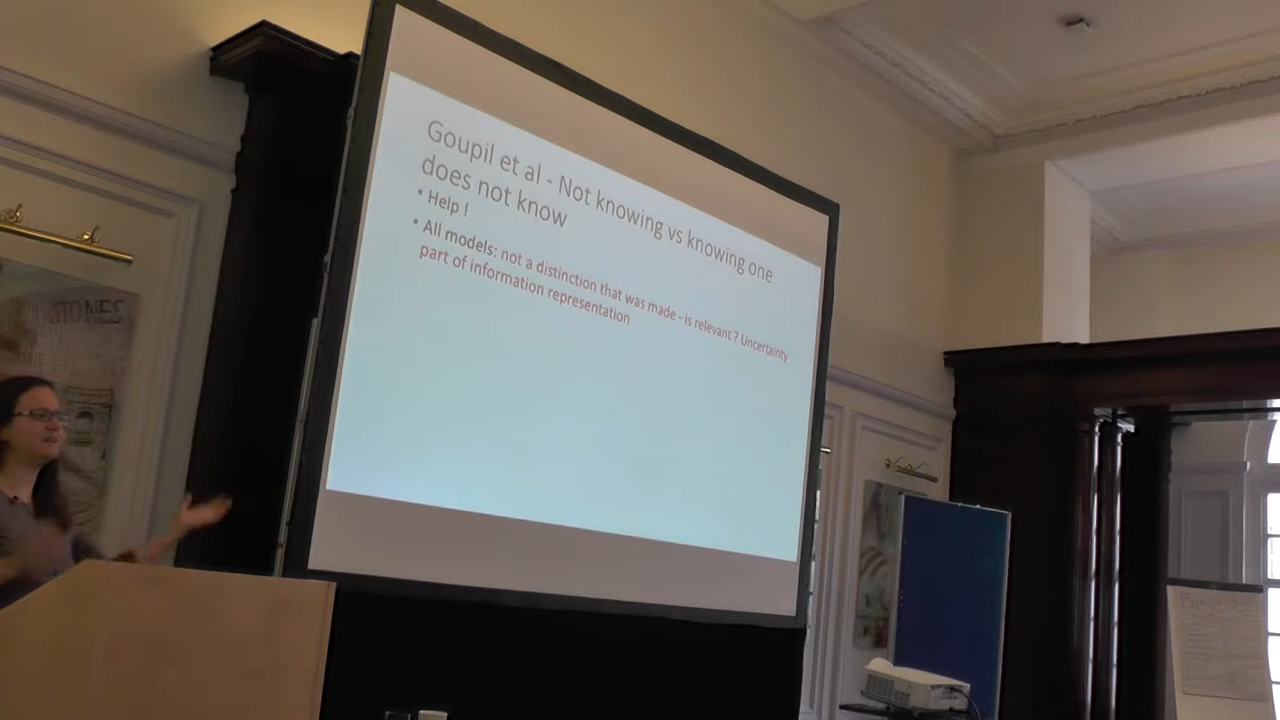 Goupil et al - Not knowing vs knowing one
does not know
• Help !
• All models: not a distinction that was made - is relevant ? Uncertainty
part of information representation
STONES